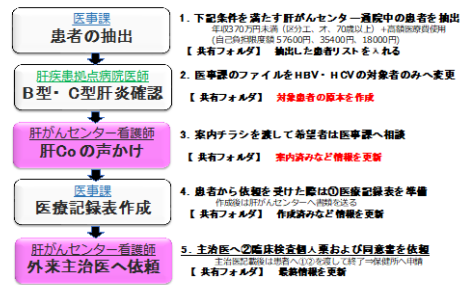 医事課
患者の抽出
1. 下記条件を満たす肝がんセンター通院中の患者を抽出
年収370万円未満（区分エ、オ、70歳以上）＋高額医療費使用
（自己負担限度額 57600円、35400円、18000円）
【 共有フォルダ】 抽出した患者リストを入れる
肝疾患拠点病院医師
B型・C型肝炎確認
2. 医事課のファイルをHBV・HCVの対象者のみへ変更
【 共有フォルダ】 対象患者の原本を作成
肝がんセンター看護師
肝Coの声かけ
3. 案内チラシを渡して希望者は医事課へ相談
【 共有フォルダ】 案内済みなど情報を更新
医事課
医療記録表作成
4. 患者から依頼を受けた際は①医療記録表を準備
作成後は肝がんセンターへ書類を送る
【 共有フォルダ】 作成済みなど情報を更新
肝がんセンター看護師
外来主治医へ依頼
5. 主治医へ②臨床検査個人票および同意書を依頼
主治医記載後は患者へ①②を渡して終了⇒保健所へ申請
【 共有フォルダ】 最終情報を更新